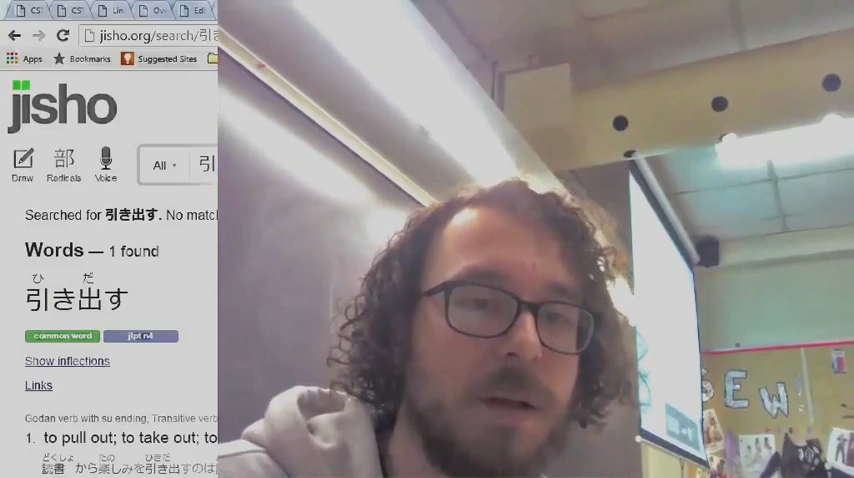 CS
CS
Lin
Ov
Edi
jisho.org/search/引き
Apps Bookmarks Suggested Sites
jisho
Draw Radicals Voice All 引
Searched for 引き出す. No matc
Words — 1 found
ひ だ
引き出す
common word jlpt n4
Show inflections
Links
Godan verb with su ending, Transitive verb
1. to pull out; to take out; to
どくしょ たの ひきだ
読書 から楽しみを引き出すのは
SEW